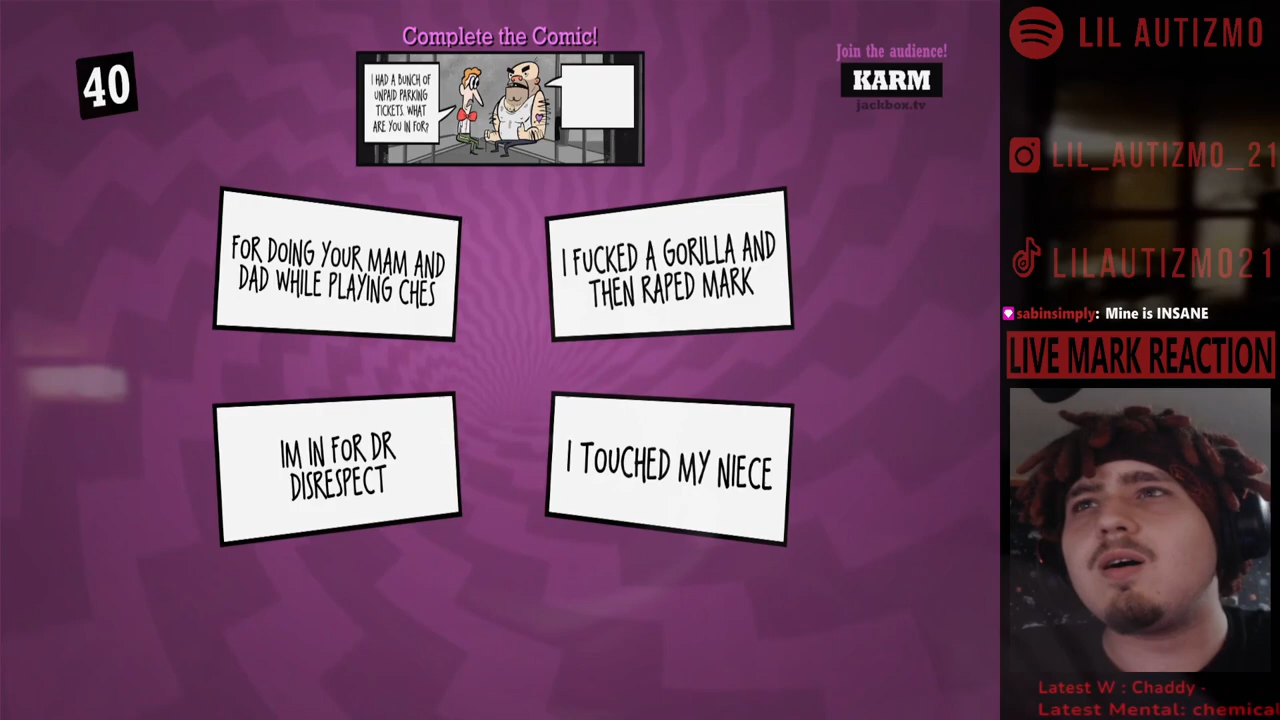 Complete the Comic!
40
I HAD A BUNCH OF
UNPAID PARKING
TICKETS. WHAT
ARE YOU IN FOR?
Join the audience!
KARM
jackbox.tv
FOR DOING YOUR MAM AND
DAD WHILE PLAYING CHES
I FUCKED A GORILLA AND
THEN RAPED MARK
IM IN FOR DR
DISRESPECT
I TOUCHED MY NIECE
LIL AUTIZMO
LIL_AUTIZMO_21
LILAUTIZMO21
sabinsimply: Mine is INSANE
LIVE MARK REACTION
Latest W : Chaddy -
Latest Mental: chemical